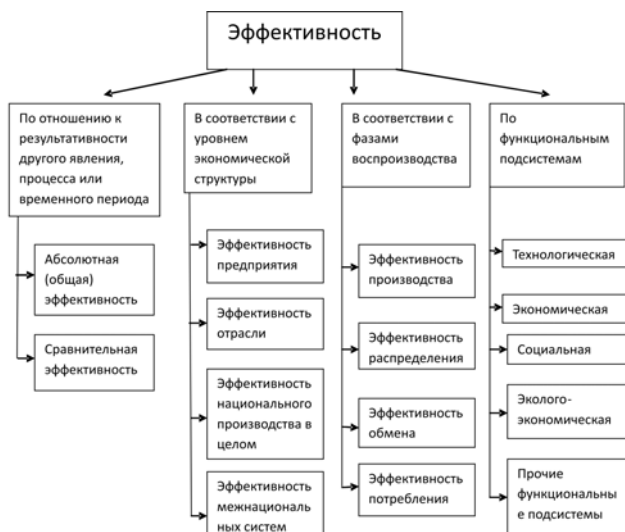 Эффективность
По отношению к
результативности
другого явления,
процесса или
временного периода
Абсолютная
(общая)
эффективность
Сравнительная
эффективность
В соответствии с
уровнем
экономической
структуры
Эффективность
предприятия
Эффективность
отрасли
Эффективность
национального
производства в
целом
Эффективность
межнациональ
ных систем
В соответствии с
фазами
воспроизводства
Эффективность
производства
Эффективность
распределения
Эффективность
обмена
Эффективность
потребления
По
функциональным
подсистемам
Технологическая
Экономическая
Социальная
Эколого-
экономическая
Прочие
функциональны
е подсистемы